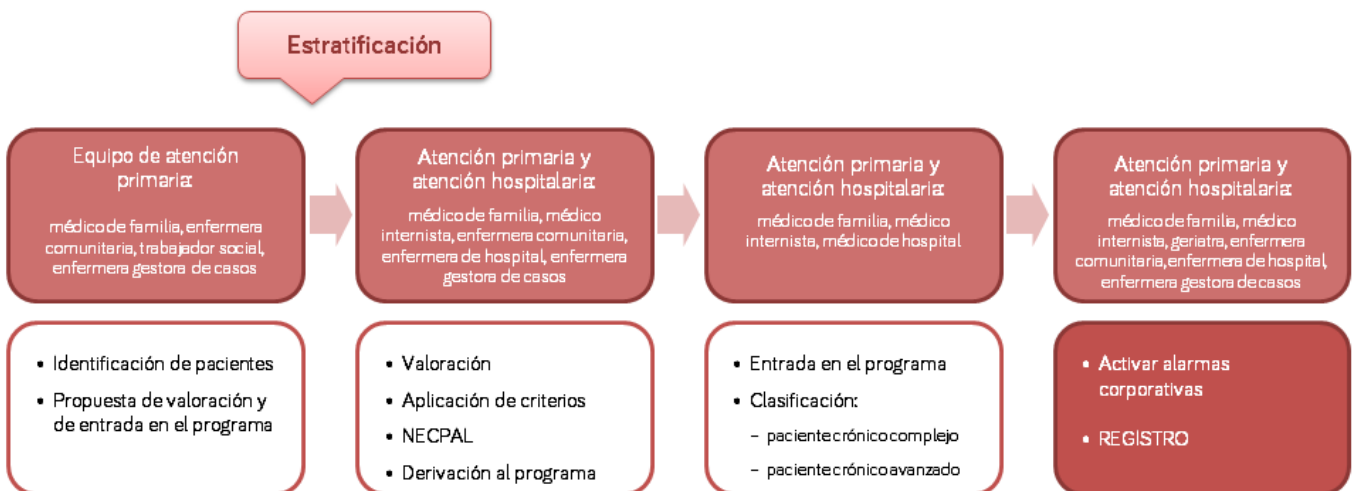 Estratificación
Equipo de atención
primaria:
médico de familia, enfermera
comunitaria, trabajador social,
enfermera gestora de casos
• Identificación de pacientes
• Propuesta de valoración y
de entrada en el programa
Atención primaria y
atención hospitalaria:
médico de familia, médico
internista, enfermera comunitaria,
enfermera de hospital, enfermera
gestora de casos
• Valoración
• Aplicación de criterios
• NECPAL
• Derivación al programa
Atención primaria y
atención hospitalaria:
médico de familia, médico
internista, médico de hospital
• Entrada en el programa
• Clasificación:
– paciente crónico complejo
– paciente crónico avanzado
Atención primaria y
atención hospitalaria:
médico de familia, médico
internista, geriatra, enfermera
comunitaria, enfermera de hospital,
enfermera gestora de casos
• Activar alarmas
corporativas
• REGISTRO